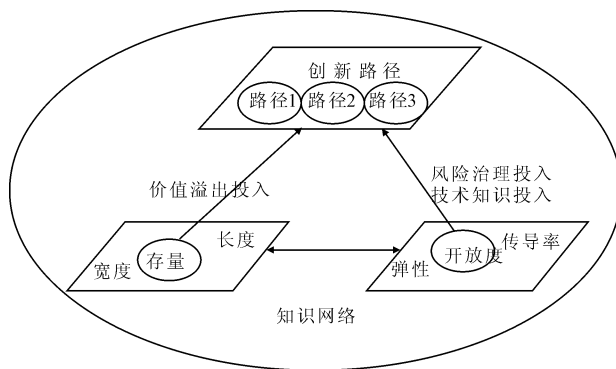 创新路径
路径1 路径2 路径3
价值溢出投入
风险治理投入
技术知识投入
宽度 存量 长度
弹性 开放度 传导率
知识网络